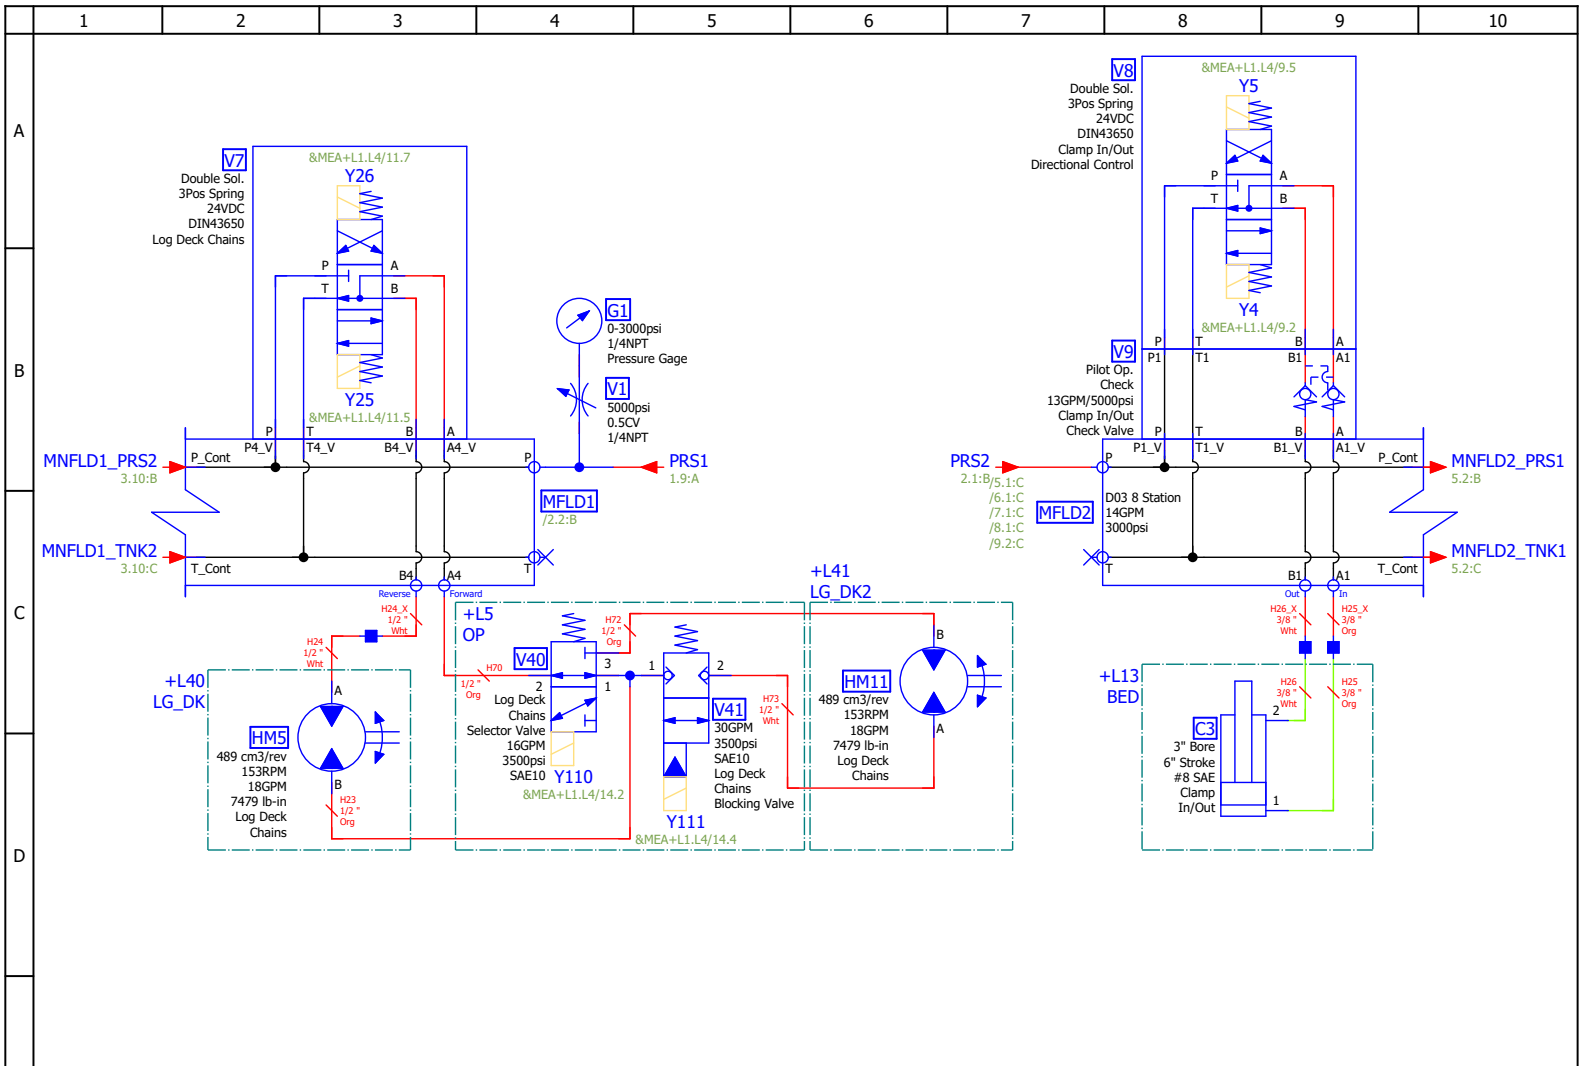 1 2 3 4 5 6 7 8 9 10
A
B
C
D
V7
Double Sol.
3Pos Spring
24VDC
DIN43650
Log Deck Chains
&MEA+L1.L4/11.7
Y26
P
A
T
B
Y25
&MEA+L1.L4/11.5
P
T
B
A
P4_V
T4_V
B4_V
A4_V
MNFLD1_PRS2
3.10:B
P_Cont
P
MNFLD1_TNK2
3.10:C
T_Cont
T
MFLD1
/2.2:B
B4
A4
Reverse
Forward
G1
0-3000psi
1/4NPT
Pressure Gage
V1
5000psi
0.5CV
1/4NPT
PRS1
1.9:A
V8
Double Sol.
3Pos Spring
24VDC
DIN43650
Clamp In/Out
Directional Control
&MEA+L1.L4/9.5
Y5
P
A
T
B
Y4
&MEA+L1.L4/9.2
P
T
B
A
V9
Pilot Op.
Check
13GPM/5000psi
Clamp In/Out
Check Valve
P1
T1
B1
A1
P
T
B
A
P1_V
T1_V
B1_V
A1_V
PRS2
2.1:B
/5.1:C
/6.1:C
/7.1:C
/8.1:C
/9.2:C
MFLD2
D03 8 Station
14GPM
3000psi
P
P_Cont
T
T_Cont
MNFLD2_PRS1
5.2:B
MNFLD2_TNK1
5.2:C
B1
A1
Out
In
H24_X
1/2 "
Wht
H24
1/2 "
Wht
+L40
LG_DK
A
HM5
489 cm3/rev
153RPM
18GPM
7479 lb-in
Log Deck
Chains
B
H23
1/2 "
Org
+L5
OP
H70
1/2 "
Org
V40
2
3
1
Log Deck
Chains
Selector Valve
16GPM
3500psi
SAE10
Y110
&MEA+L1.L4/14.2
H72
1/2 "
Org
1
2
V41
30GPM
3500psi
SAE10
Log Deck
Chains
Blocking Valve
Y111
&MEA+L1.L4/14.4
H73
1/2 "
Wht
+L41
LG_DK2
B
HM11
489 cm3/rev
153RPM
18GPM
7479 lb-in
Log Deck
Chains
A
H26_X
3/8 "
Wht
H25_X
3/8 "
Org
+L13
BED
H26
3/8 "
Wht
H25
3/8 "
Org
C3
3" Bore
6" Stroke
#8 SAE
Clamp
In/Out
2
1